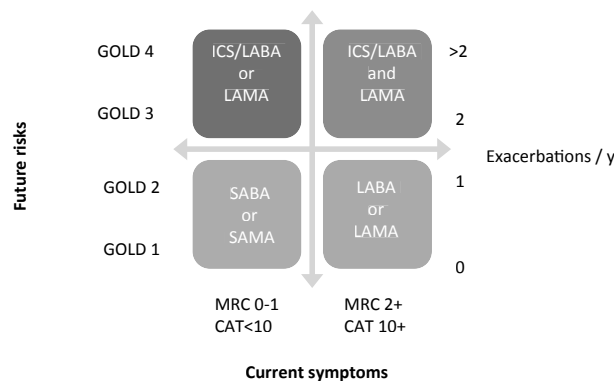 GOLD 4
GOLD 3
GOLD 2
GOLD 1
Future risks
ICS/LABA
or
LAMA
ICS/LABA
and
LAMA
SABA
or
SAMA
LABA
or
LAMA
>2
2
1
0
Exacerbations / y
MRC 0-1
CAT<10
MRC 2+
CAT 10+
Current symptoms